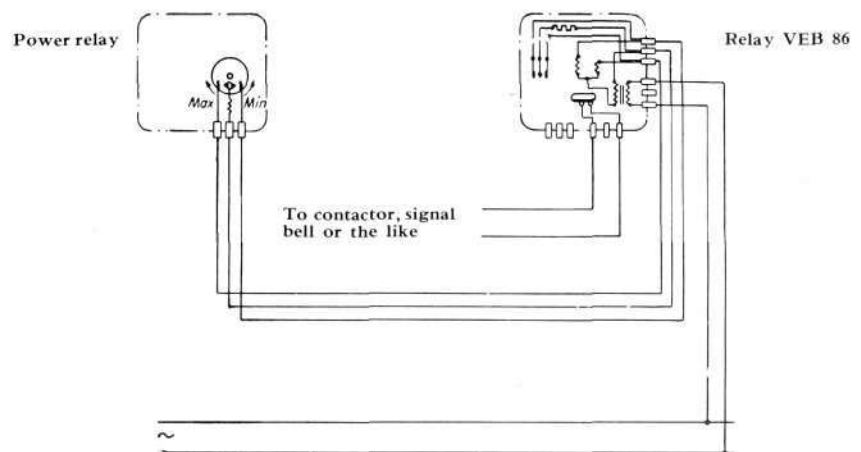 Power relay
Relay VEB 86
Max
Min
To contactor, signal
bell or the like
~